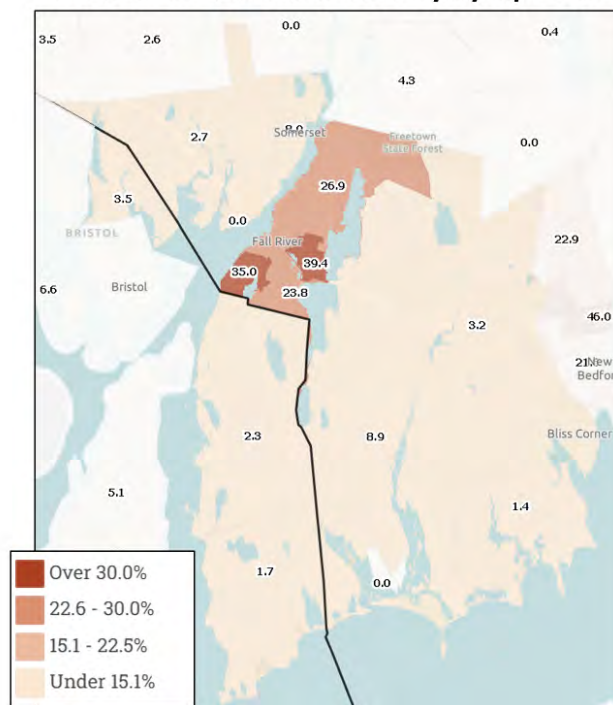 0.0
3.5
2.6
0.4
4.3
8.0
Somerset
2.7
Freetown
State Forest
0.0
26.9
3.5
0.0
BRISTOL
Fall River
22.9
35.0
39.4
6.6
Bristol
23.8
46.0
3.2
New
Bedfor
2.3
8.9
Bliss Corner
5.1
1.4
1.7
0.0
Over 30.0%
22.6 - 30.0%
15.1 - 22.5%
Under 15.1%